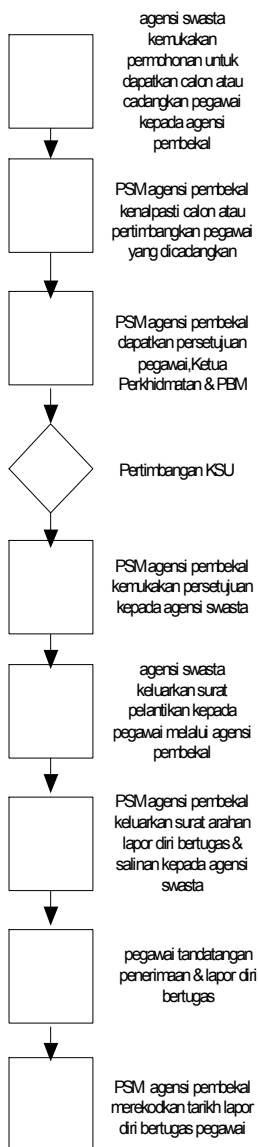 agensi swasta
kemukakan
permohonan untuk
dapatkan calon atau
cadangkan pegawai
kepada agensi
pembekal
PSM agensi pembekal
kenalpasti calon atau
pertimbangkan pegawai
yang dicadangkan
PSM agensi pembekal
dapatkan persetujuan
pegawai,Ketua
Perkhidmatan & PBM
Pertimbangan KSU
PSM agensi pembekal
kemukakan persetujuan
kepada agensi swasta
agensi swasta
keluarkan surat
pelantikan kepada
pegawai melalui agensi
pembekal
PSM agensi pembekal
keluarkan surat arahan
lapor diri bertugas &
salinan kepada agensi
swasta
pegawai tandatangan
penerimaan & lapor diri
bertugas
PSM agensi pembekal
merekodkan tarikh lapor
diri bertugas pegawai